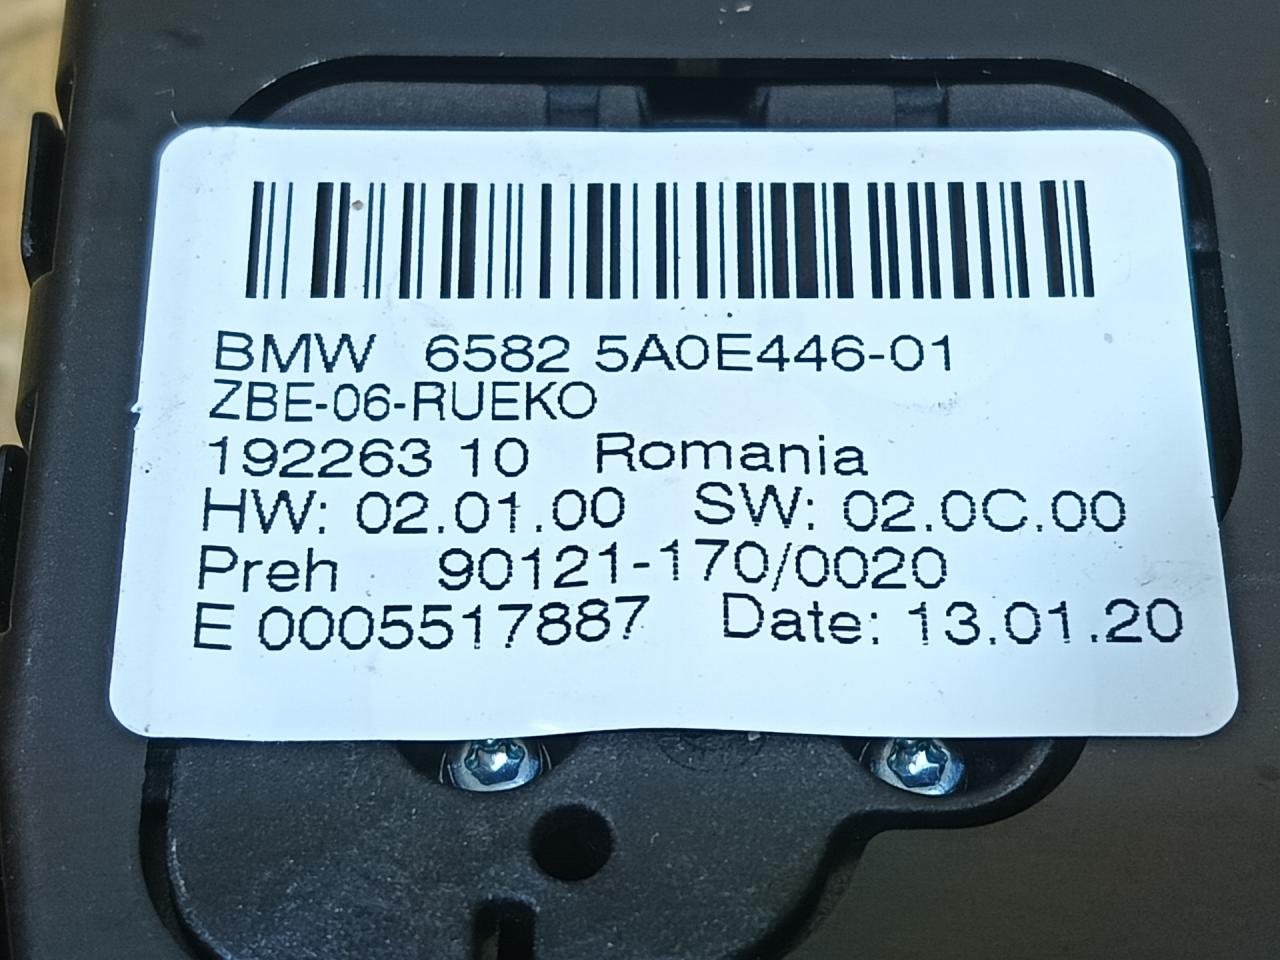 BMW 6582 5A0E446-01
ZBE-06-RUEKO
192263 10 Romania
HW: 02.01.00 SW: 02.0C.00
Preh 90121-170/0020
E 0005517887 Date: 13.01.20